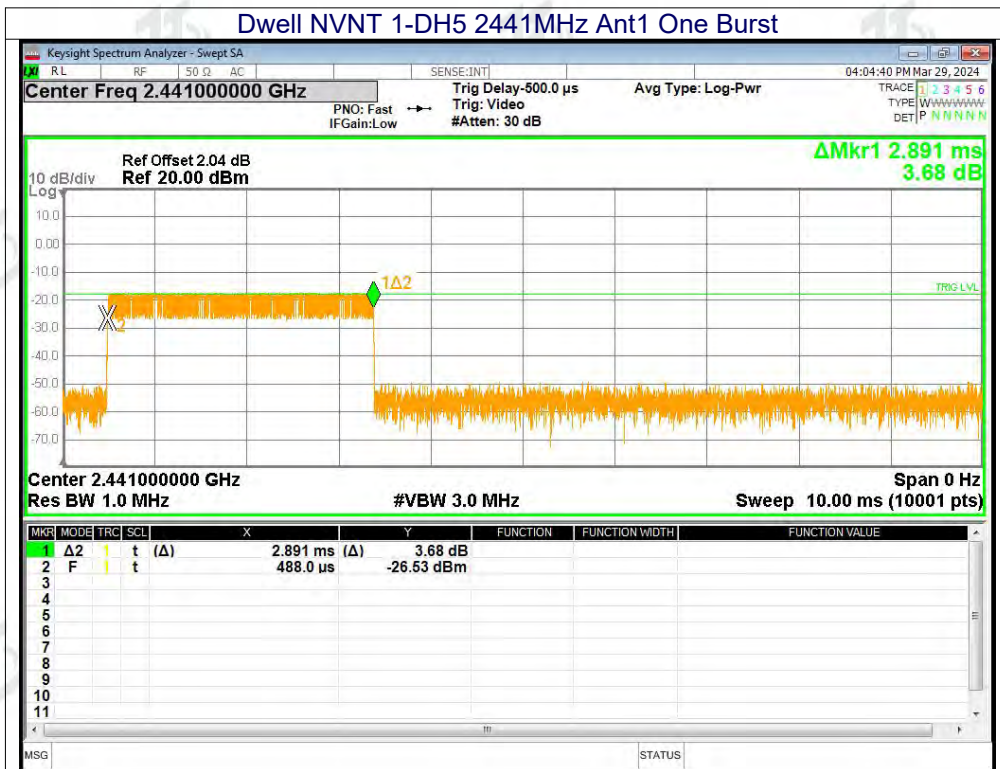 Dwell NVNT 1-DH5 2441MHz Ant1 One Burst
Keysight Spectrum Analyzer - Swept SA
LXI RL RF 50 Ω AC SENSE:INT 04:04:40 PM Mar 29, 2024
Center Freq 2.441000000 GHz Trig Delay-500.0 µs Avg Type: Log-Pwr TRACE 1 2 3 4 5 6
PNO: Fast Trig: Video TYPE WWWWWW
IFGain:Low #Atten: 30 dB DET P N N N N N
ΔMkr1 2.891 ms
3.68 dB
Ref Offset 2.04 dB
10 dB/div Ref 20.00 dBm
Log
10.0
0.00
-10.0
1Δ2
TRIG LVL
-20.0
2
-30.0
-40.0
-50.0
-60.0
-70.0
Center 2.441000000 GHz Span 0 Hz
Res BW 1.0 MHz #VBW 3.0 MHz Sweep 10.00 ms (10001 pts)
MKR MODE TRC SCL X Y FUNCTION FUNCTION WIDTH FUNCTION VALUE
1 Δ2 1 t (Δ) 2.891 ms (Δ) 3.68 dB
2 F 1 t 488.0 µs -26.53 dBm
3
4
5
6
7
8
9
10
11
MSG STATUS